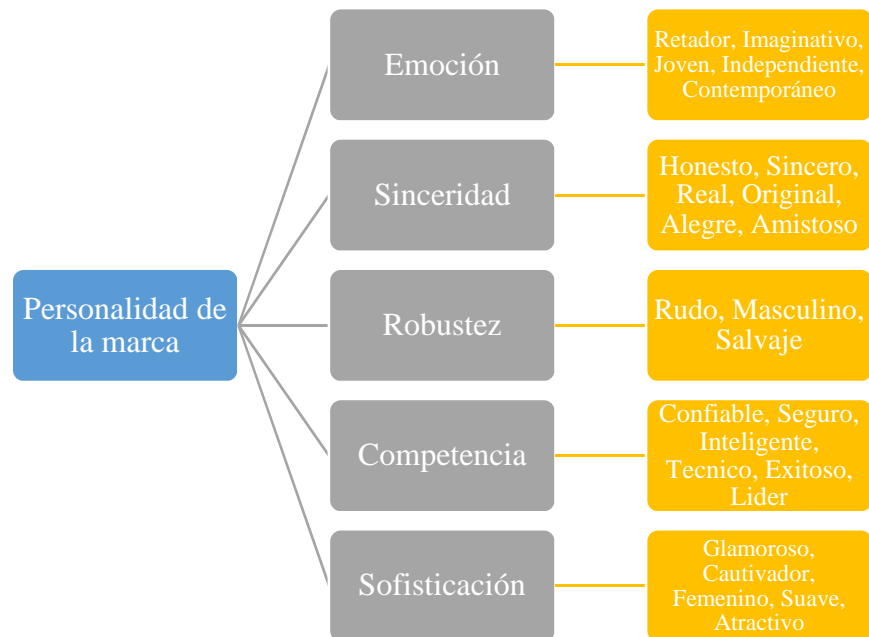 Personalidad de
la marca
Emoción
Retador, Imaginativo,
Joven, Independiente,
Contemporáneo
Sinceridad
Honesto, Sincero,
Real, Original,
Alegre, Amistoso
Robustez
Rudo, Masculino,
Salvaje
Competencia
Confiable, Seguro,
Inteligente,
Tecnico, Exitoso,
Lider
Sofisticación
Glamoroso,
Cautivador,
Femenino, Suave,
Atractivo